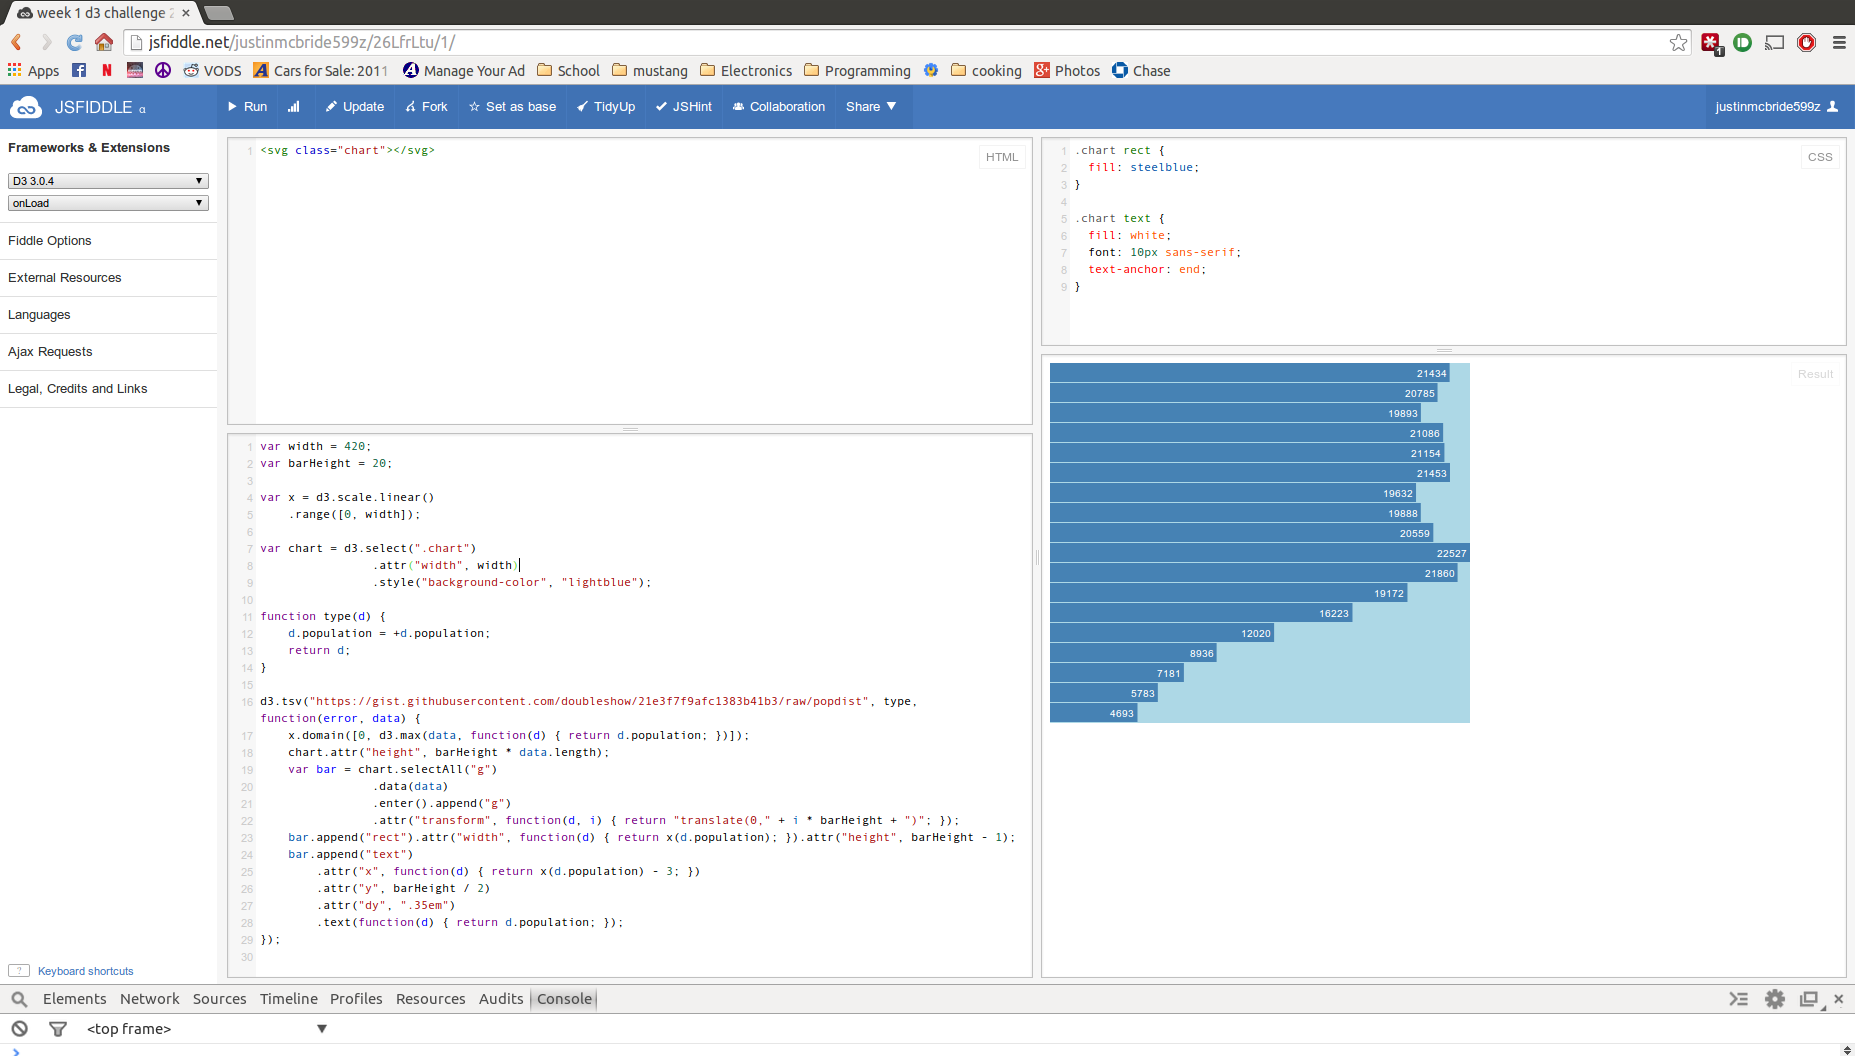 week 1 d3 challenge
jsfiddle.net/justinmcbride599z/26LfrLtu/1/
Apps VODS Cars for Sale: 2011 Manage Your Ad School mustang Electronics Programming cooking Photos Chase
JSFIDDLE α Run Update Fork Set as base TidyUp JSHint Collaboration Share justinmcbride599z
Frameworks & Extensions
D3 3.0.4
onLoad
Fiddle Options
External Resources
Languages
Ajax Requests
Legal, Credits and Links
? Keyboard shortcuts
HTML
1 <svg class="chart"></svg>
CSS
1 .chart rect {
2 fill: steelblue;
3 }
4
5 .chart text {
6 fill: white;
7 font: 10px sans-serif;
8 text-anchor: end;
9 }
1 var width = 420;
2 var barHeight = 20;
3
4 var x = d3.scale.linear()
5 .range([0, width]);
6
7 var chart = d3.select(".chart")
8 .attr("width", width)
9 .style("background-color", "lightblue");
10
11 function type(d) {
12 d.population = +d.population;
13 return d;
14 }
15
16 d3.tsv("https://gist.githubusercontent.com/doubleshow/21e3f7f9afc1383b41b3/raw/popdist", type,
function(error, data) {
17 x.domain([0, d3.max(data, function(d) { return d.population; })]);
18 chart.attr("height", barHeight * data.length);
19 var bar = chart.selectAll("g")
20 .data(data)
21 .enter().append("g")
22 .attr("transform", function(d, i) { return "translate(0," + i * barHeight + ")"; });
23 bar.append("rect").attr("width", function(d) { return x(d.population); }).attr("height", barHeight - 1);
24 bar.append("text")
25 .attr("x", function(d) { return x(d.population) - 3; })
26 .attr("y", barHeight / 2)
27 .attr("dy", ".35em")
28 .text(function(d) { return d.population; });
29 });
30
Result
21434
20785
19893
21086
21154
21453
19632
19888
20559
22527
21860
19172
16223
12020
8936
7181
5783
4693
Elements Network Sources Timeline Profiles Resources Audits Console
<top frame>